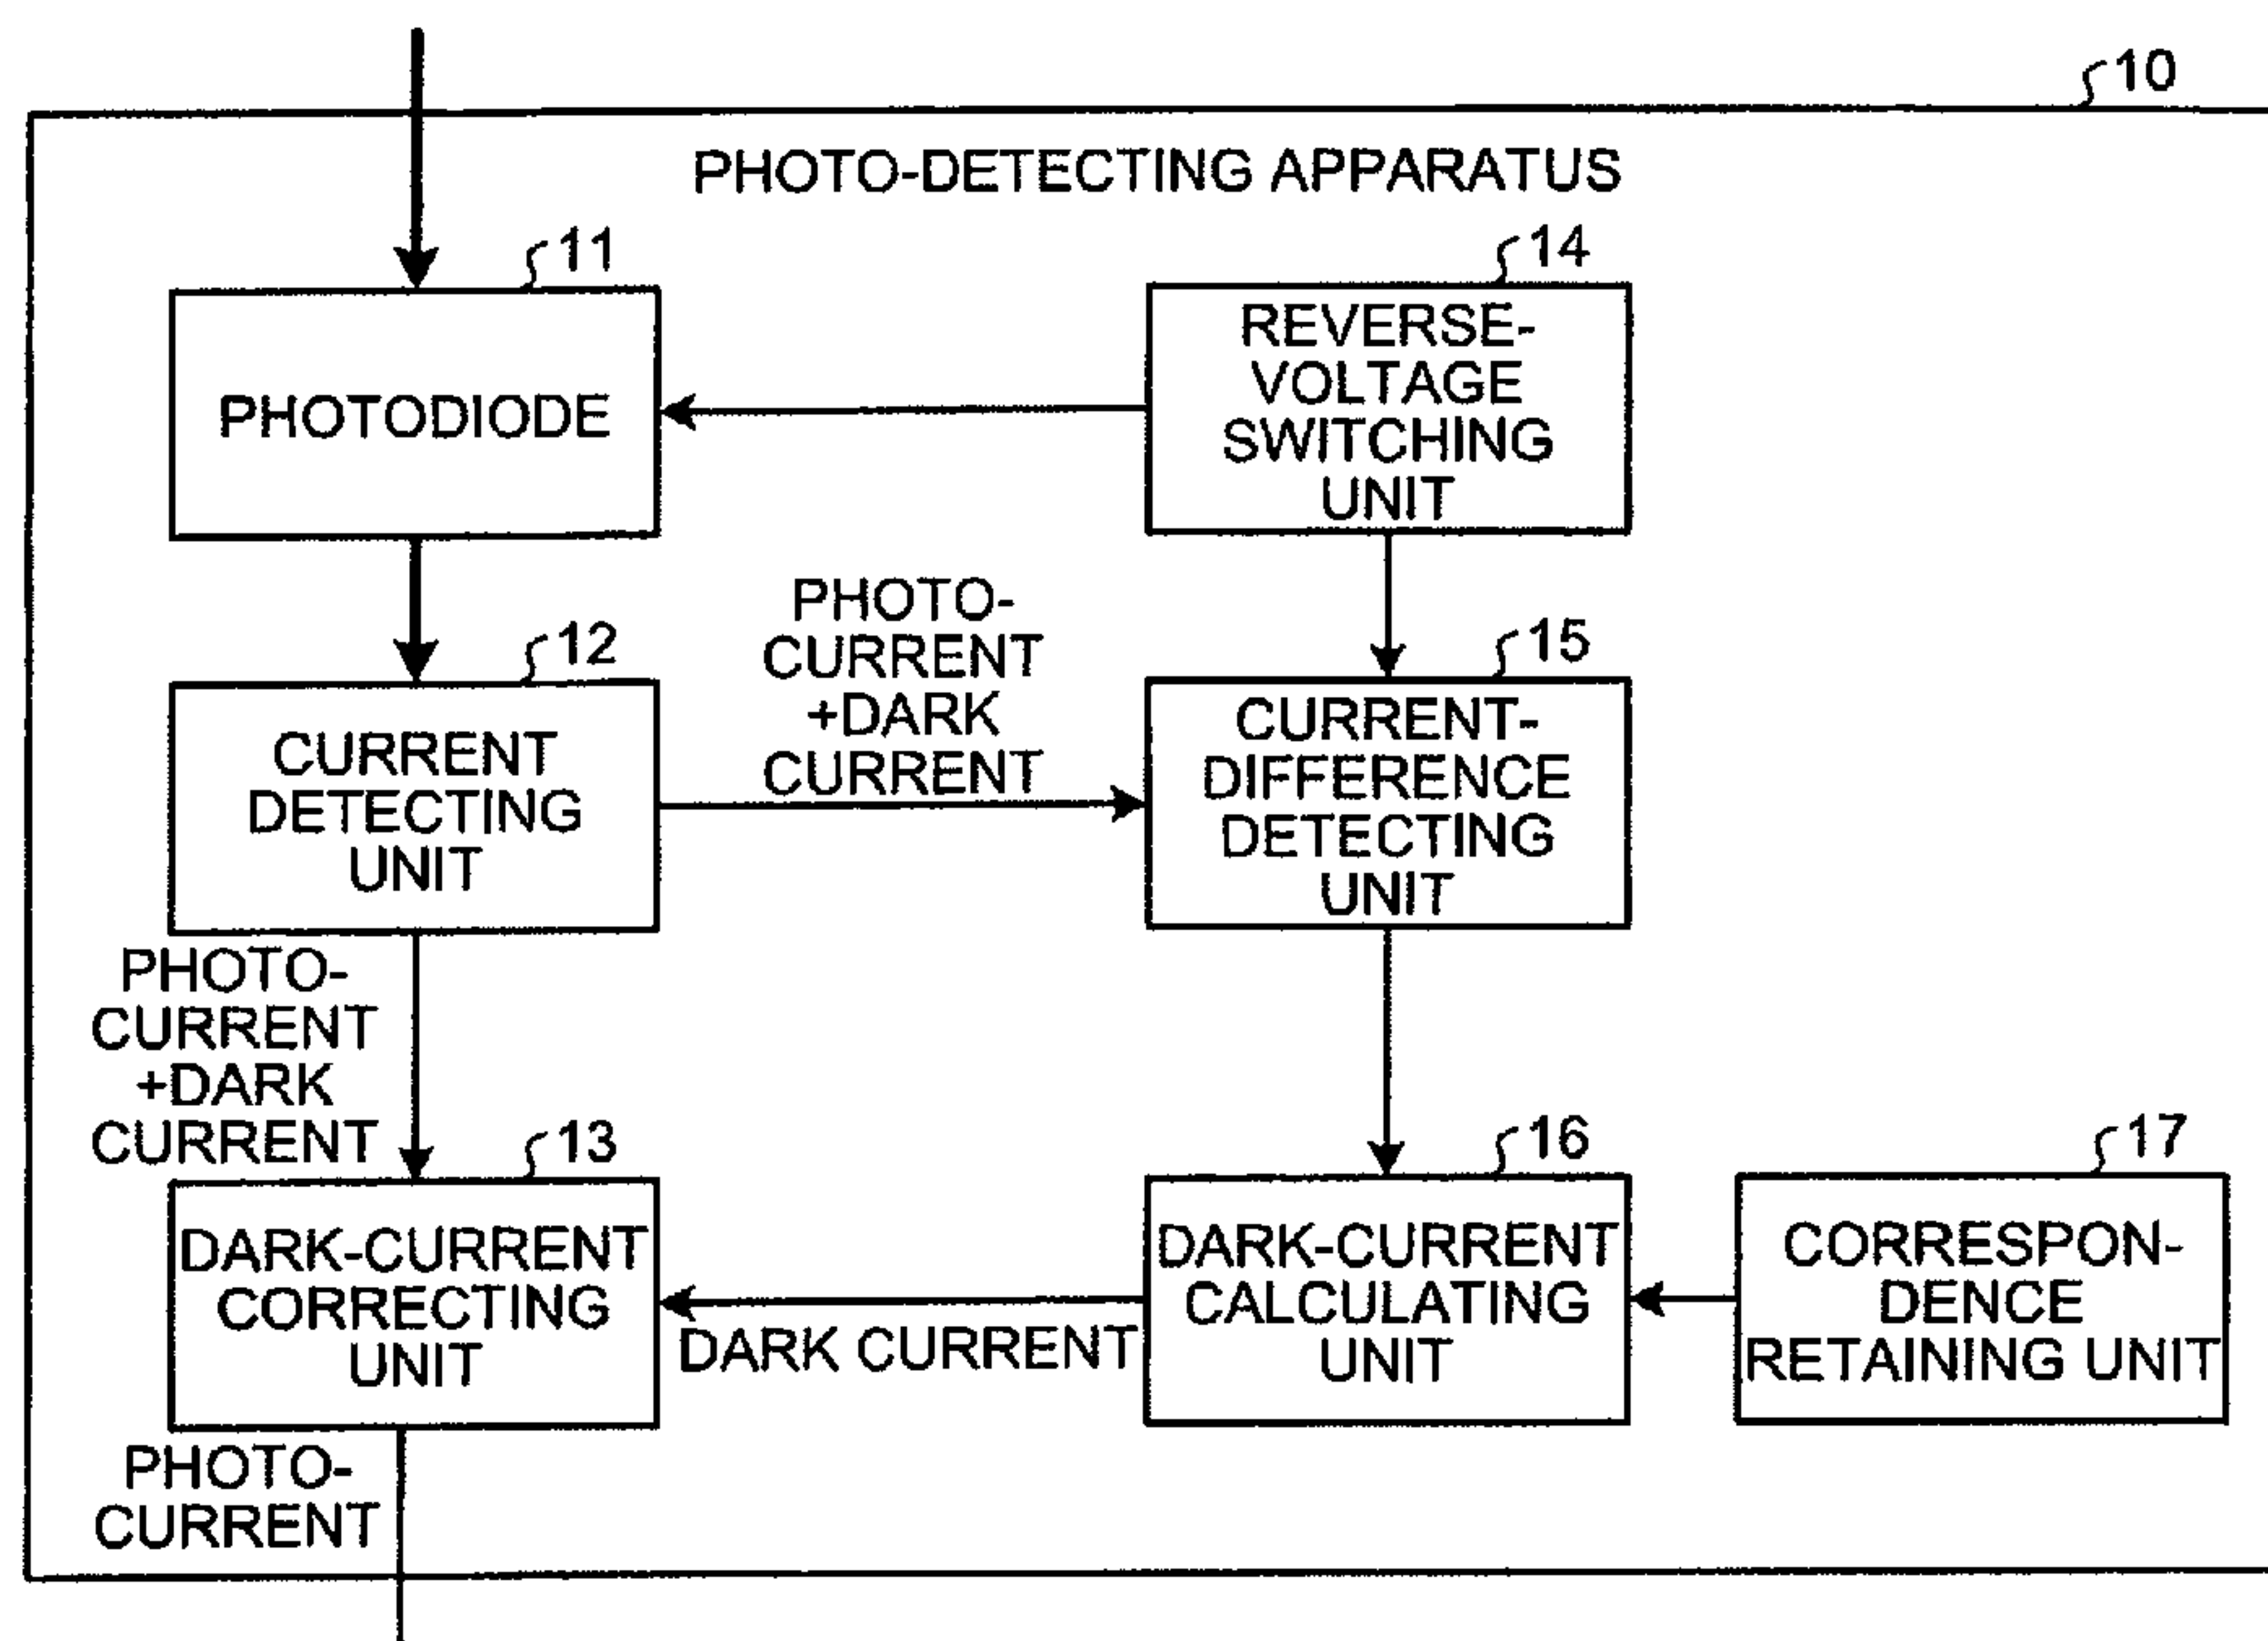 10
PHOTO-DETECTING APPARATUS
11
PHOTODIODE
14
REVERSE-
VOLTAGE
SWITCHING
UNIT
12
CURRENT
DETECTING
UNIT
PHOTO-
CURRENT
+DARK
CURRENT
15
CURRENT-
DIFFERENCE
DETECTING
UNIT
PHOTO-
CURRENT
+DARK
CURRENT
13
DARK-CURRENT
CORRECTING
UNIT
DARK CURRENT
16
DARK-CURRENT
CALCULATING
UNIT
17
CORRESPON-
DENCE
RETAINING UNIT
PHOTO-
CURRENT